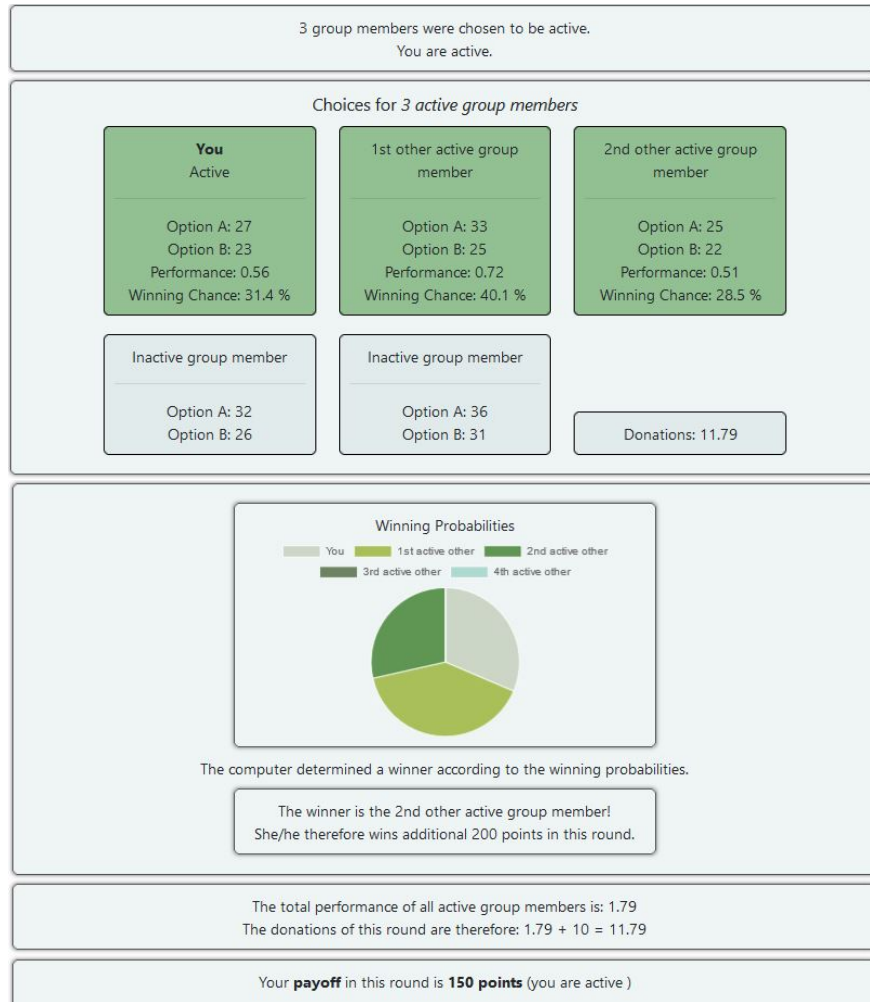 3 group members were chosen to be active.
You are active.
Choices for 3 active group members
You
Active
Option A: 27
Option B: 23
Performance: 0.56
Winning Chance: 31.4 %
1st other active group
member
Option A: 33
Option B: 25
Performance: 0.72
Winning Chance: 40.1 %
2nd other active group
member
Option A: 25
Option B: 22
Performance: 0.51
Winning Chance: 28.5 %
Inactive group member
Option A: 32
Option B: 26
Inactive group member
Option A: 36
Option B: 31
Donations: 11.79
Winning Probabilities
You
1st active other
2nd active other
3rd active other
4th active other
The computer determined a winner according to the winning probabilities.
The winner is the 2nd other active group member!
She/he therefore wins additional 200 points in this round.
The total performance of all active group members is: 1.79
The donations of this round are therefore: 1.79 + 10 = 11.79
Your payoff in this round is 150 points (you are active )